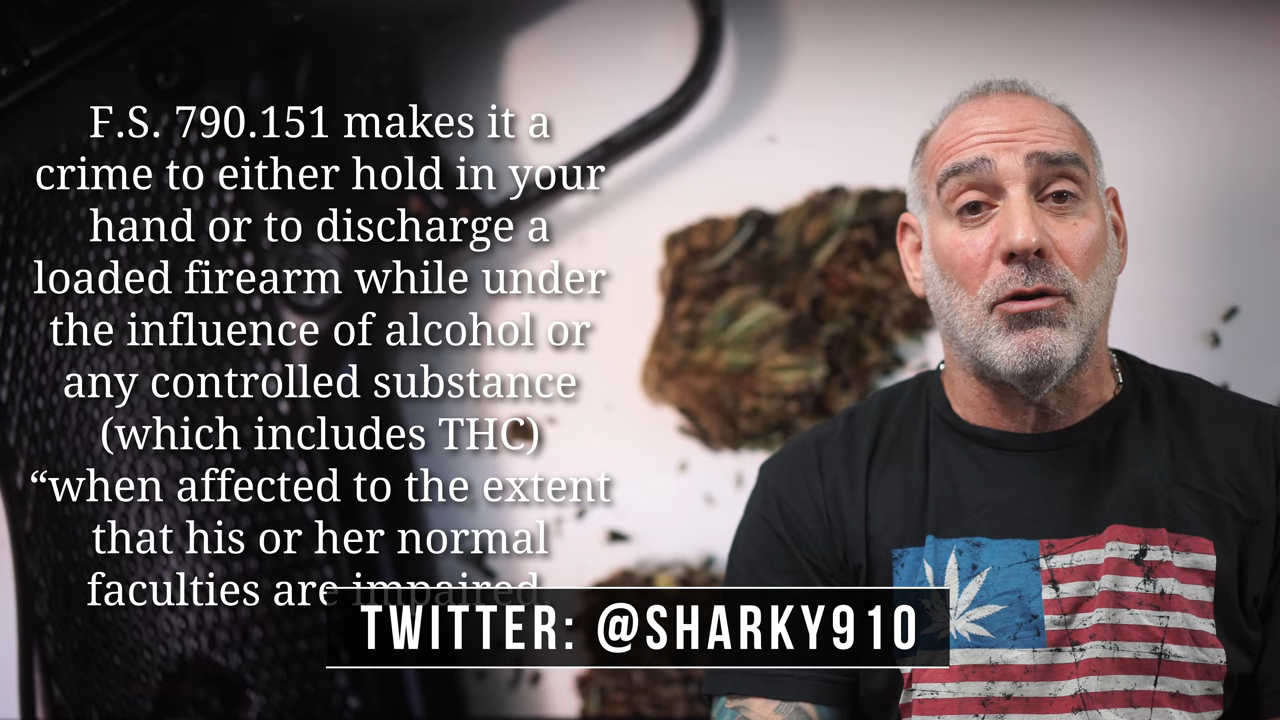 F.S. 790.151 makes it a
crime to either hold in your
hand or to discharge a
loaded firearm while under
the influence of alcohol or
any controlled substance
(which includes THC)
“when affected to the extent
that his or her normal
faculties are impaired.
TWITTER: @SHARKY910